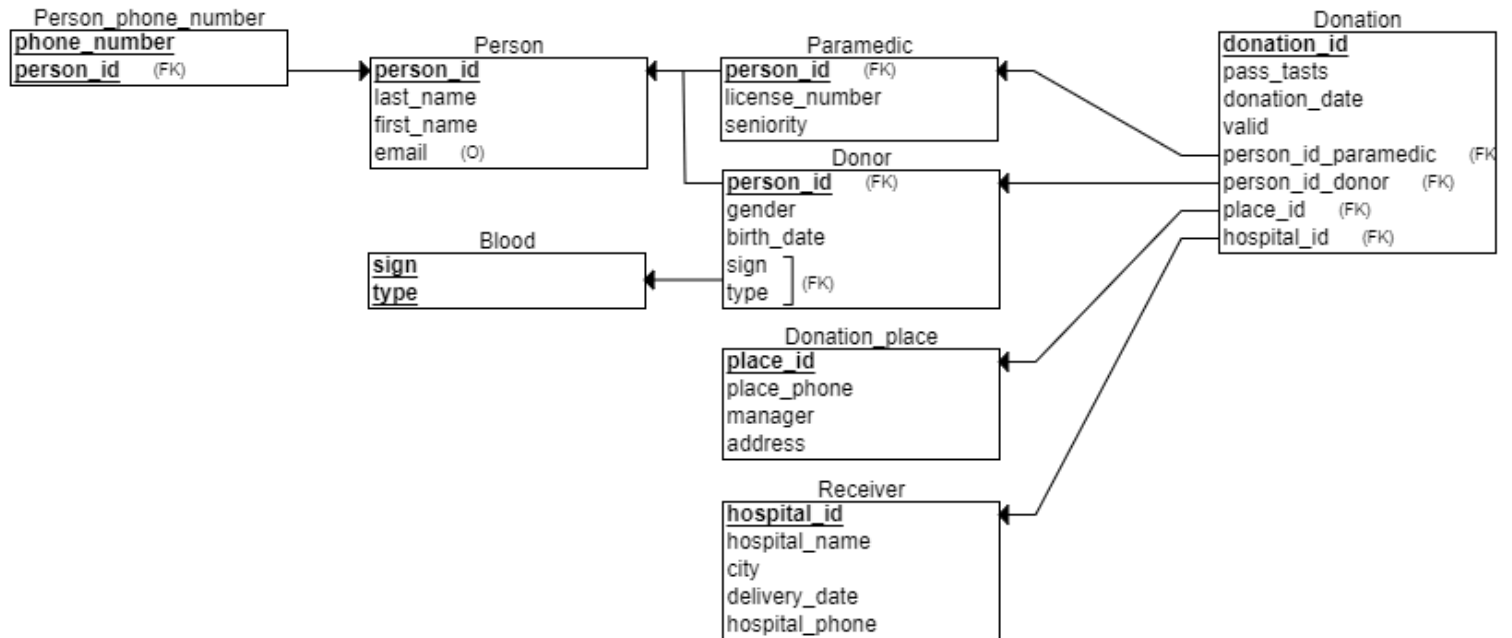 Person_phone_number
phone_number
person_id (FK)
Person
person_id
last_name
first_name
email (O)
Blood
sign
type
Paramedic
person_id (FK)
license_number
seniority
Donor
person_id (FK)
gender
birth_date
sign
type
(FK)
Donation_place
place_id
place_phone
manager
address
Receiver
hospital_id
hospital_name
city
delivery_date
hospital_phone
Donation
donation_id
pass_tasts
donation_date
valid
person_id_paramedic (FK
person_id_donor (FK)
place_id (FK)
hospital_id (FK)